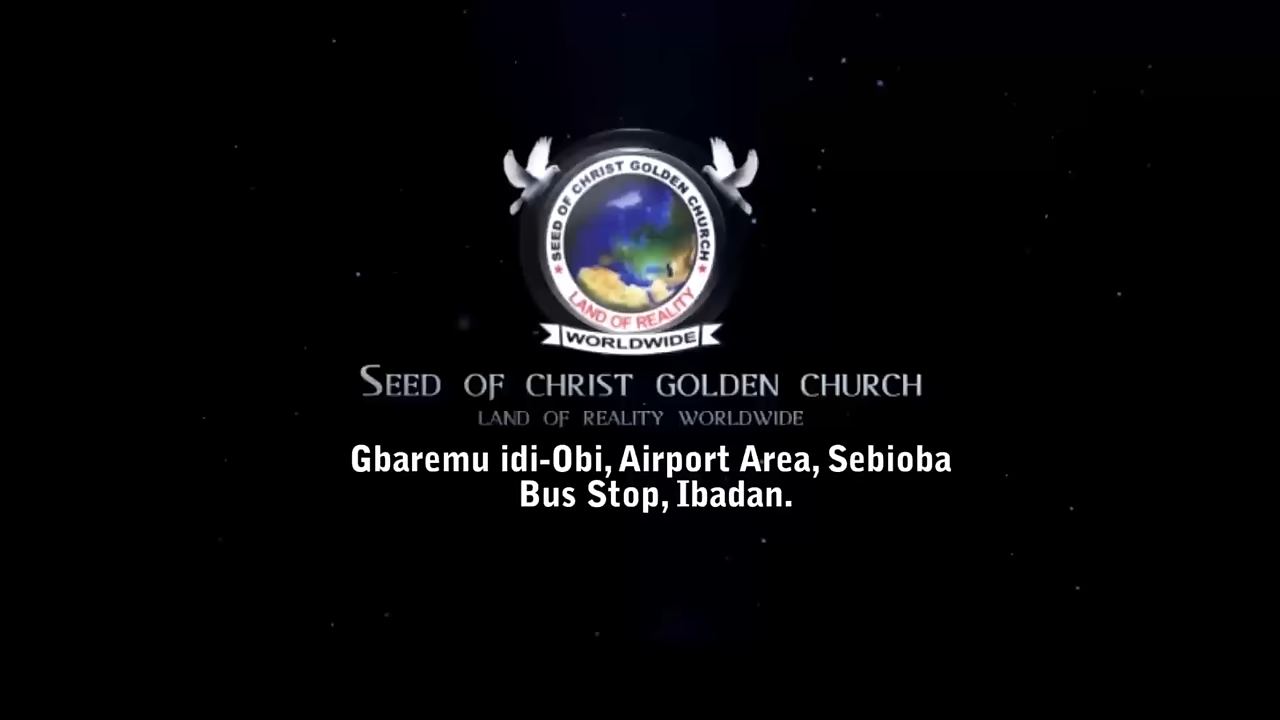 SEED OF CHRIST GOLDEN CHURCH
LAND OF REALITY
WORLDWIDE
SEED OF CHRIST GOLDEN CHURCH
LAND OF REALITY WORLDWIDE
Gbaremu idi-Obi, Airport Area, Sebioba
Bus Stop, Ibadan.